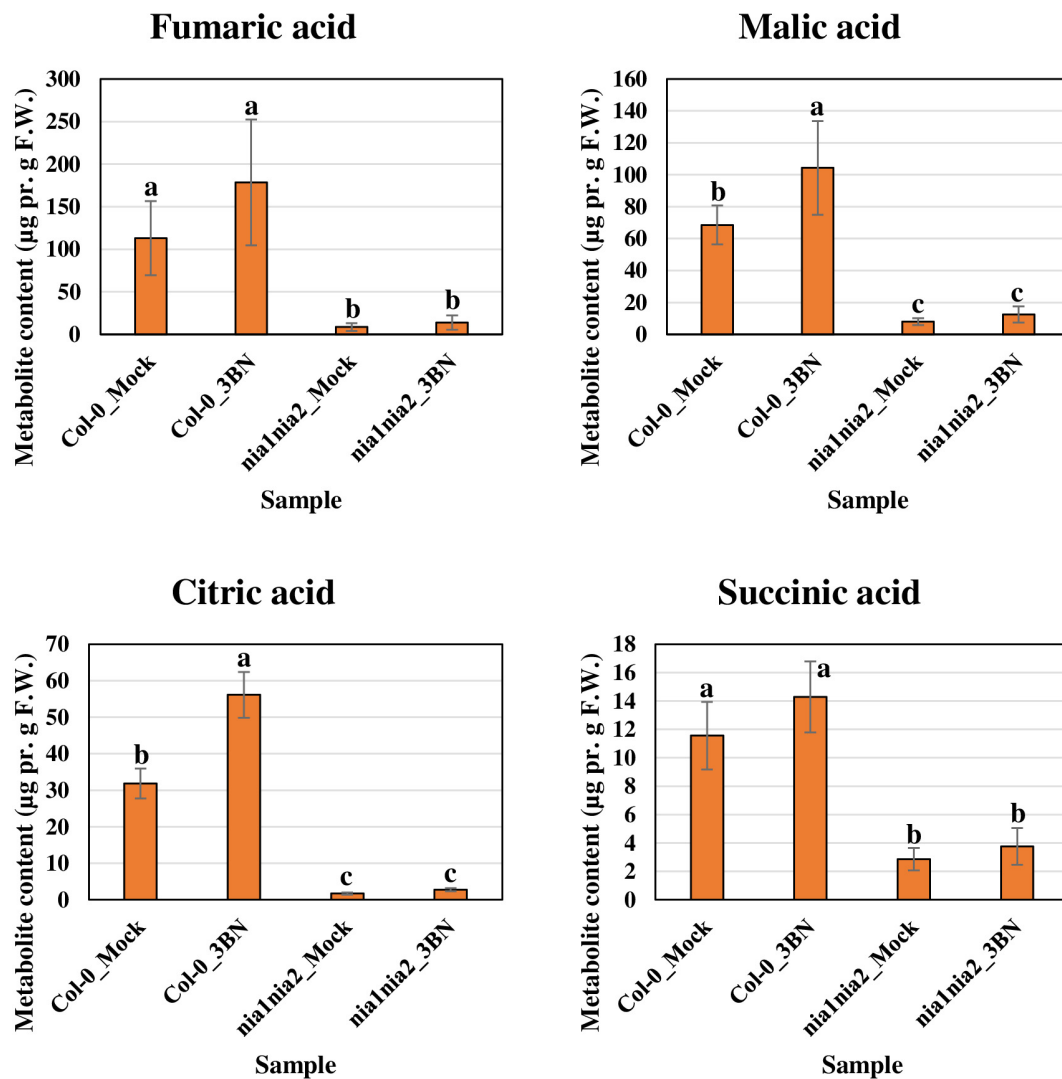 Fumaric acid
Metabolite content (µg pr. g F.W.)
300
250
200
150
100
50
0
a
a
b
b
Col-0_Mock
Col-0_3BN
nia1nia2_Mock
nia1nia2_3BN
Sample
Malic acid
Metabolite content (µg pr. g F.W.)
160
140
120
100
80
60
40
20
0
b
a
c
c
Col-0_Mock
Col-0_3BN
nia1nia2_Mock
nia1nia2_3BN
Sample
Citric acid
Metabolite content (µg pr. g F.W.)
70
60
50
40
30
20
10
0
b
a
c
c
Col-0_Mock
Col-0_3BN
nia1nia2_Mock
nia1nia2_3BN
Sample
Succinic acid
Metabolite content (µg pr. g F.W.)
18
16
14
12
10
8
6
4
2
0
a
a
b
b
Col-0_Mock
Col-0_3BN
nia1nia2_Mock
nia1nia2_3BN
Sample